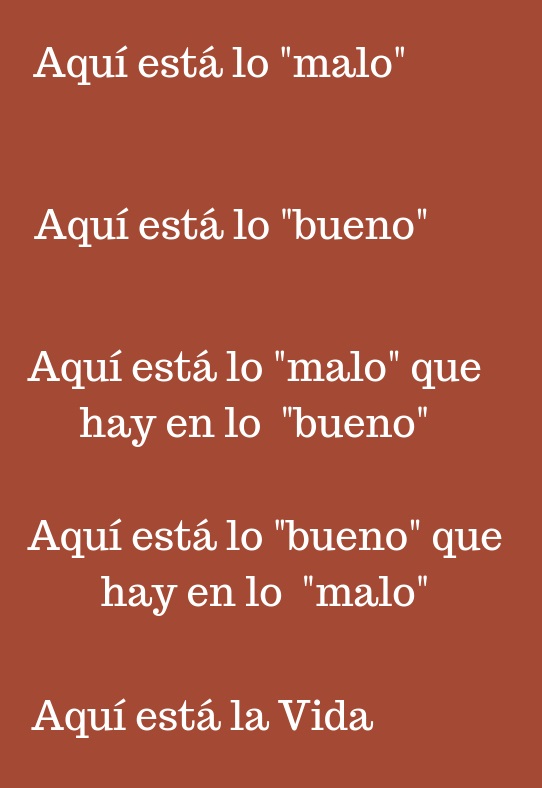 Aquí está lo "malo"
Aquí está lo "bueno"
Aquí está lo "malo" que
hay en lo "bueno"
Aquí está lo "bueno" que
hay en lo "malo"
Aquí está la Vida